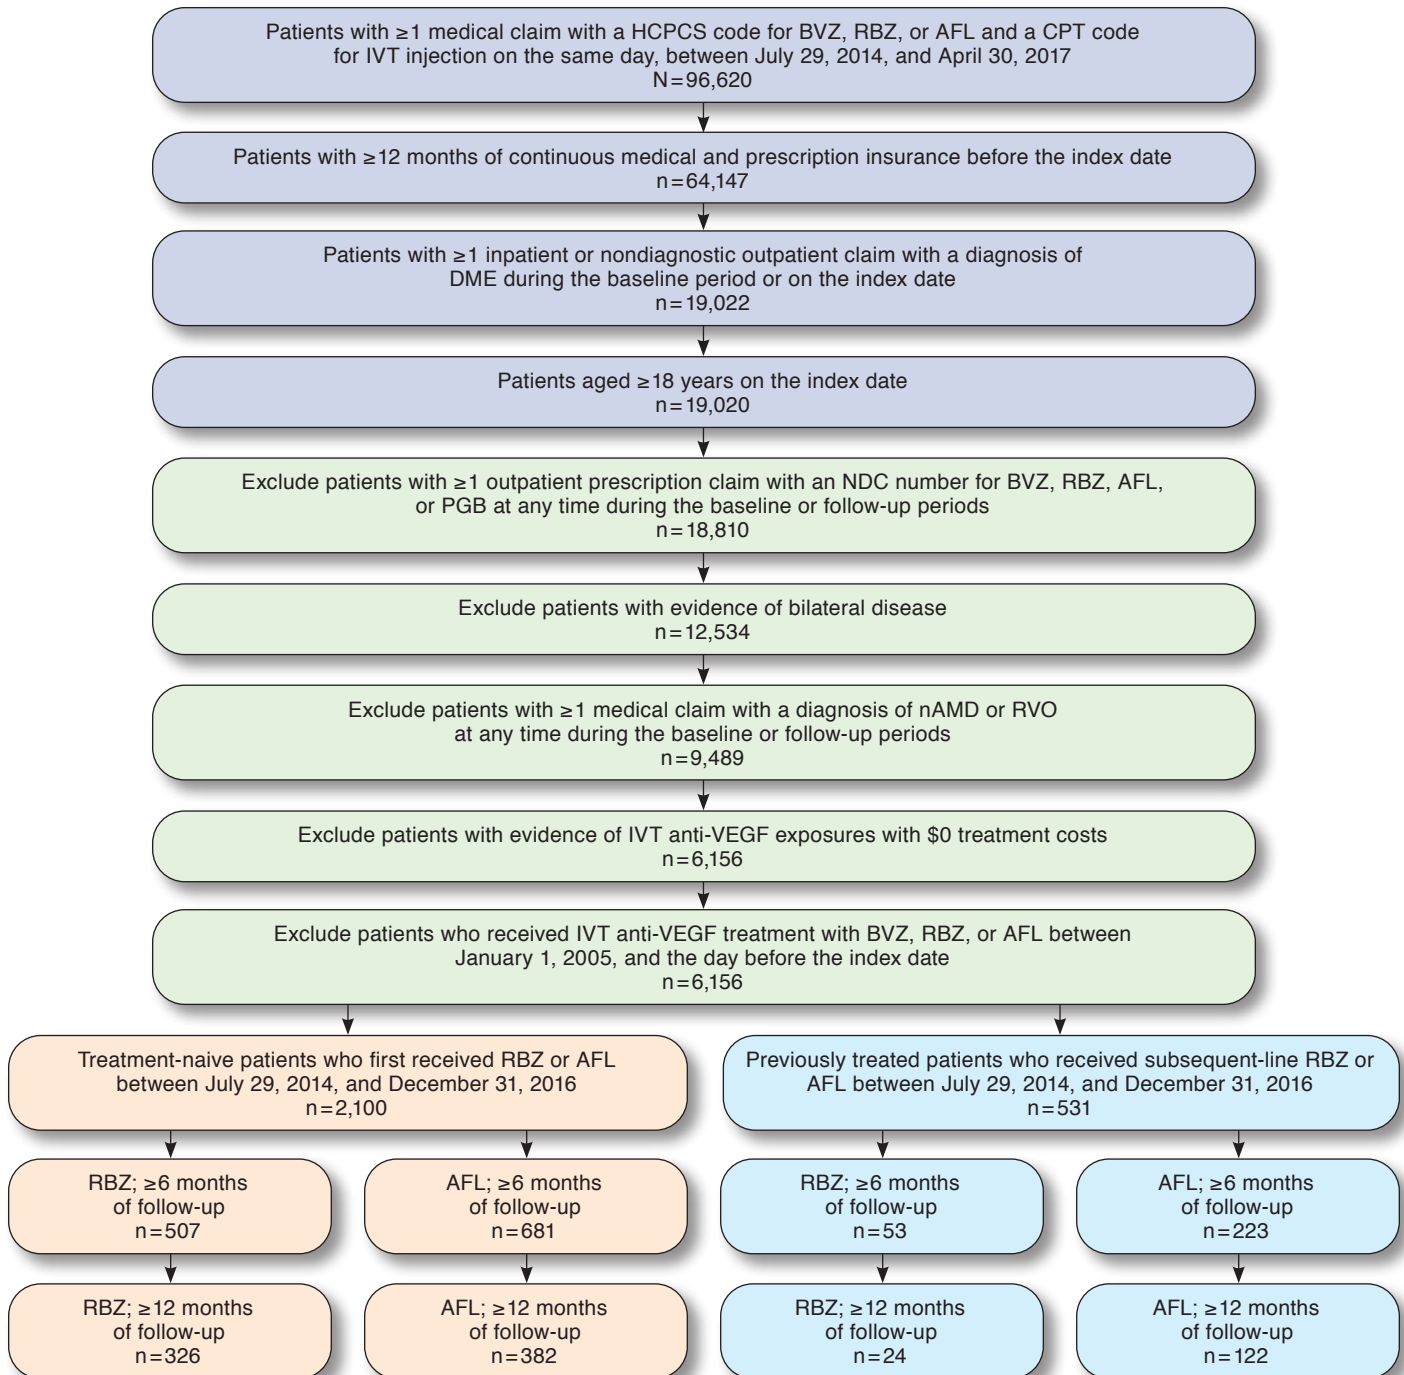 Patients with ≥1 medical claim with a HCPCS code for BVZ, RBZ, or AFL and a CPT code
for IVT injection on the same day, between July 29, 2014, and April 30, 2017
N=96,620
Patients with ≥12 months of continuous medical and prescription insurance before the index date
n=64,147
Patients with ≥1 inpatient or nondiagnostic outpatient claim with a diagnosis of
DME during the baseline period or on the index date
n=19,022
Patients aged ≥18 years on the index date
n=19,020
Exclude patients with ≥1 outpatient prescription claim with an NDC number for BVZ, RBZ, AFL,
or PGB at any time during the baseline or follow-up periods
n=18,810
Exclude patients with evidence of bilateral disease
n=12,534
Exclude patients with ≥1 medical claim with a diagnosis of nAMD or RVO
at any time during the baseline or follow-up periods
n=9,489
Exclude patients with evidence of IVT anti-VEGF exposures with $0 treatment costs
n=6,156
Exclude patients who received IVT anti-VEGF treatment with BVZ, RBZ, or AFL between
January 1, 2005, and the day before the index date
n=6,156
Treatment-naive patients who first received RBZ or AFL
between July 29, 2014, and December 31, 2016
n=2,100
Previously treated patients who received subsequent-line RBZ or
AFL between July 29, 2014, and December 31, 2016
n=531
RBZ; ≥6 months
of follow-up
n=507
AFL; ≥6 months
of follow-up
n=681
RBZ; ≥6 months
of follow-up
n=53
AFL; ≥6 months
of follow-up
n=223
RBZ; ≥12 months
of follow-up
n=326
AFL; ≥12 months
of follow-up
n=382
RBZ; ≥12 months
of follow-up
n=24
AFL; ≥12 months
of follow-up
n=122